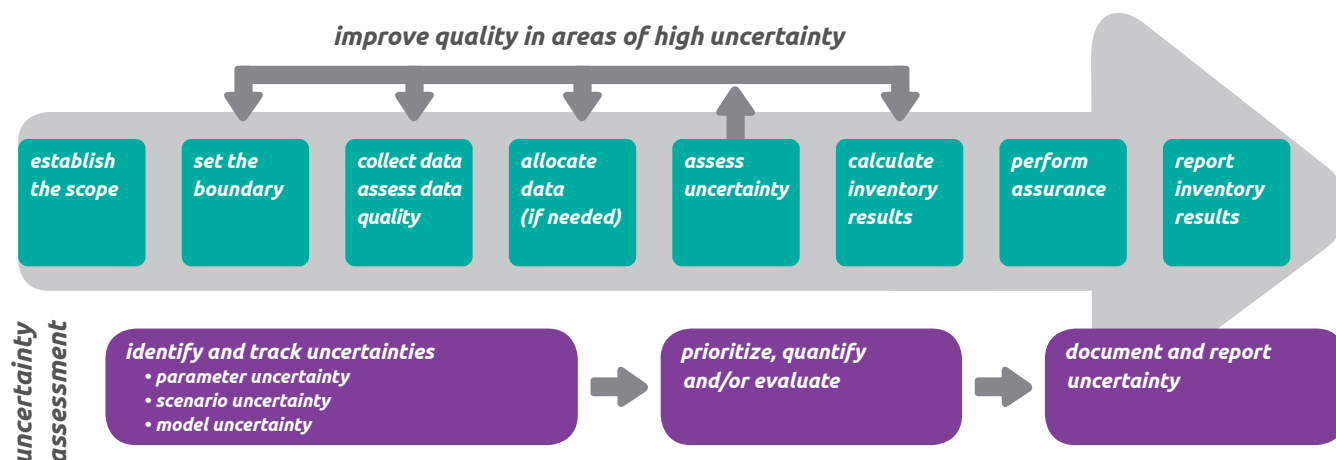 improve quality in areas of high uncertainty
establish
the scope
set the
boundary
collect data
assess data
quality
allocate
data
(if needed)
assess
uncertainty
calculate
inventory
results
perform
assurance
report
inventory
results
uncertainty
assessment
identify and track uncertainties
• parameter uncertainty
• scenario uncertainty
• model uncertainty
prioritize, quantify
and/or evaluate
document and report
uncertainty